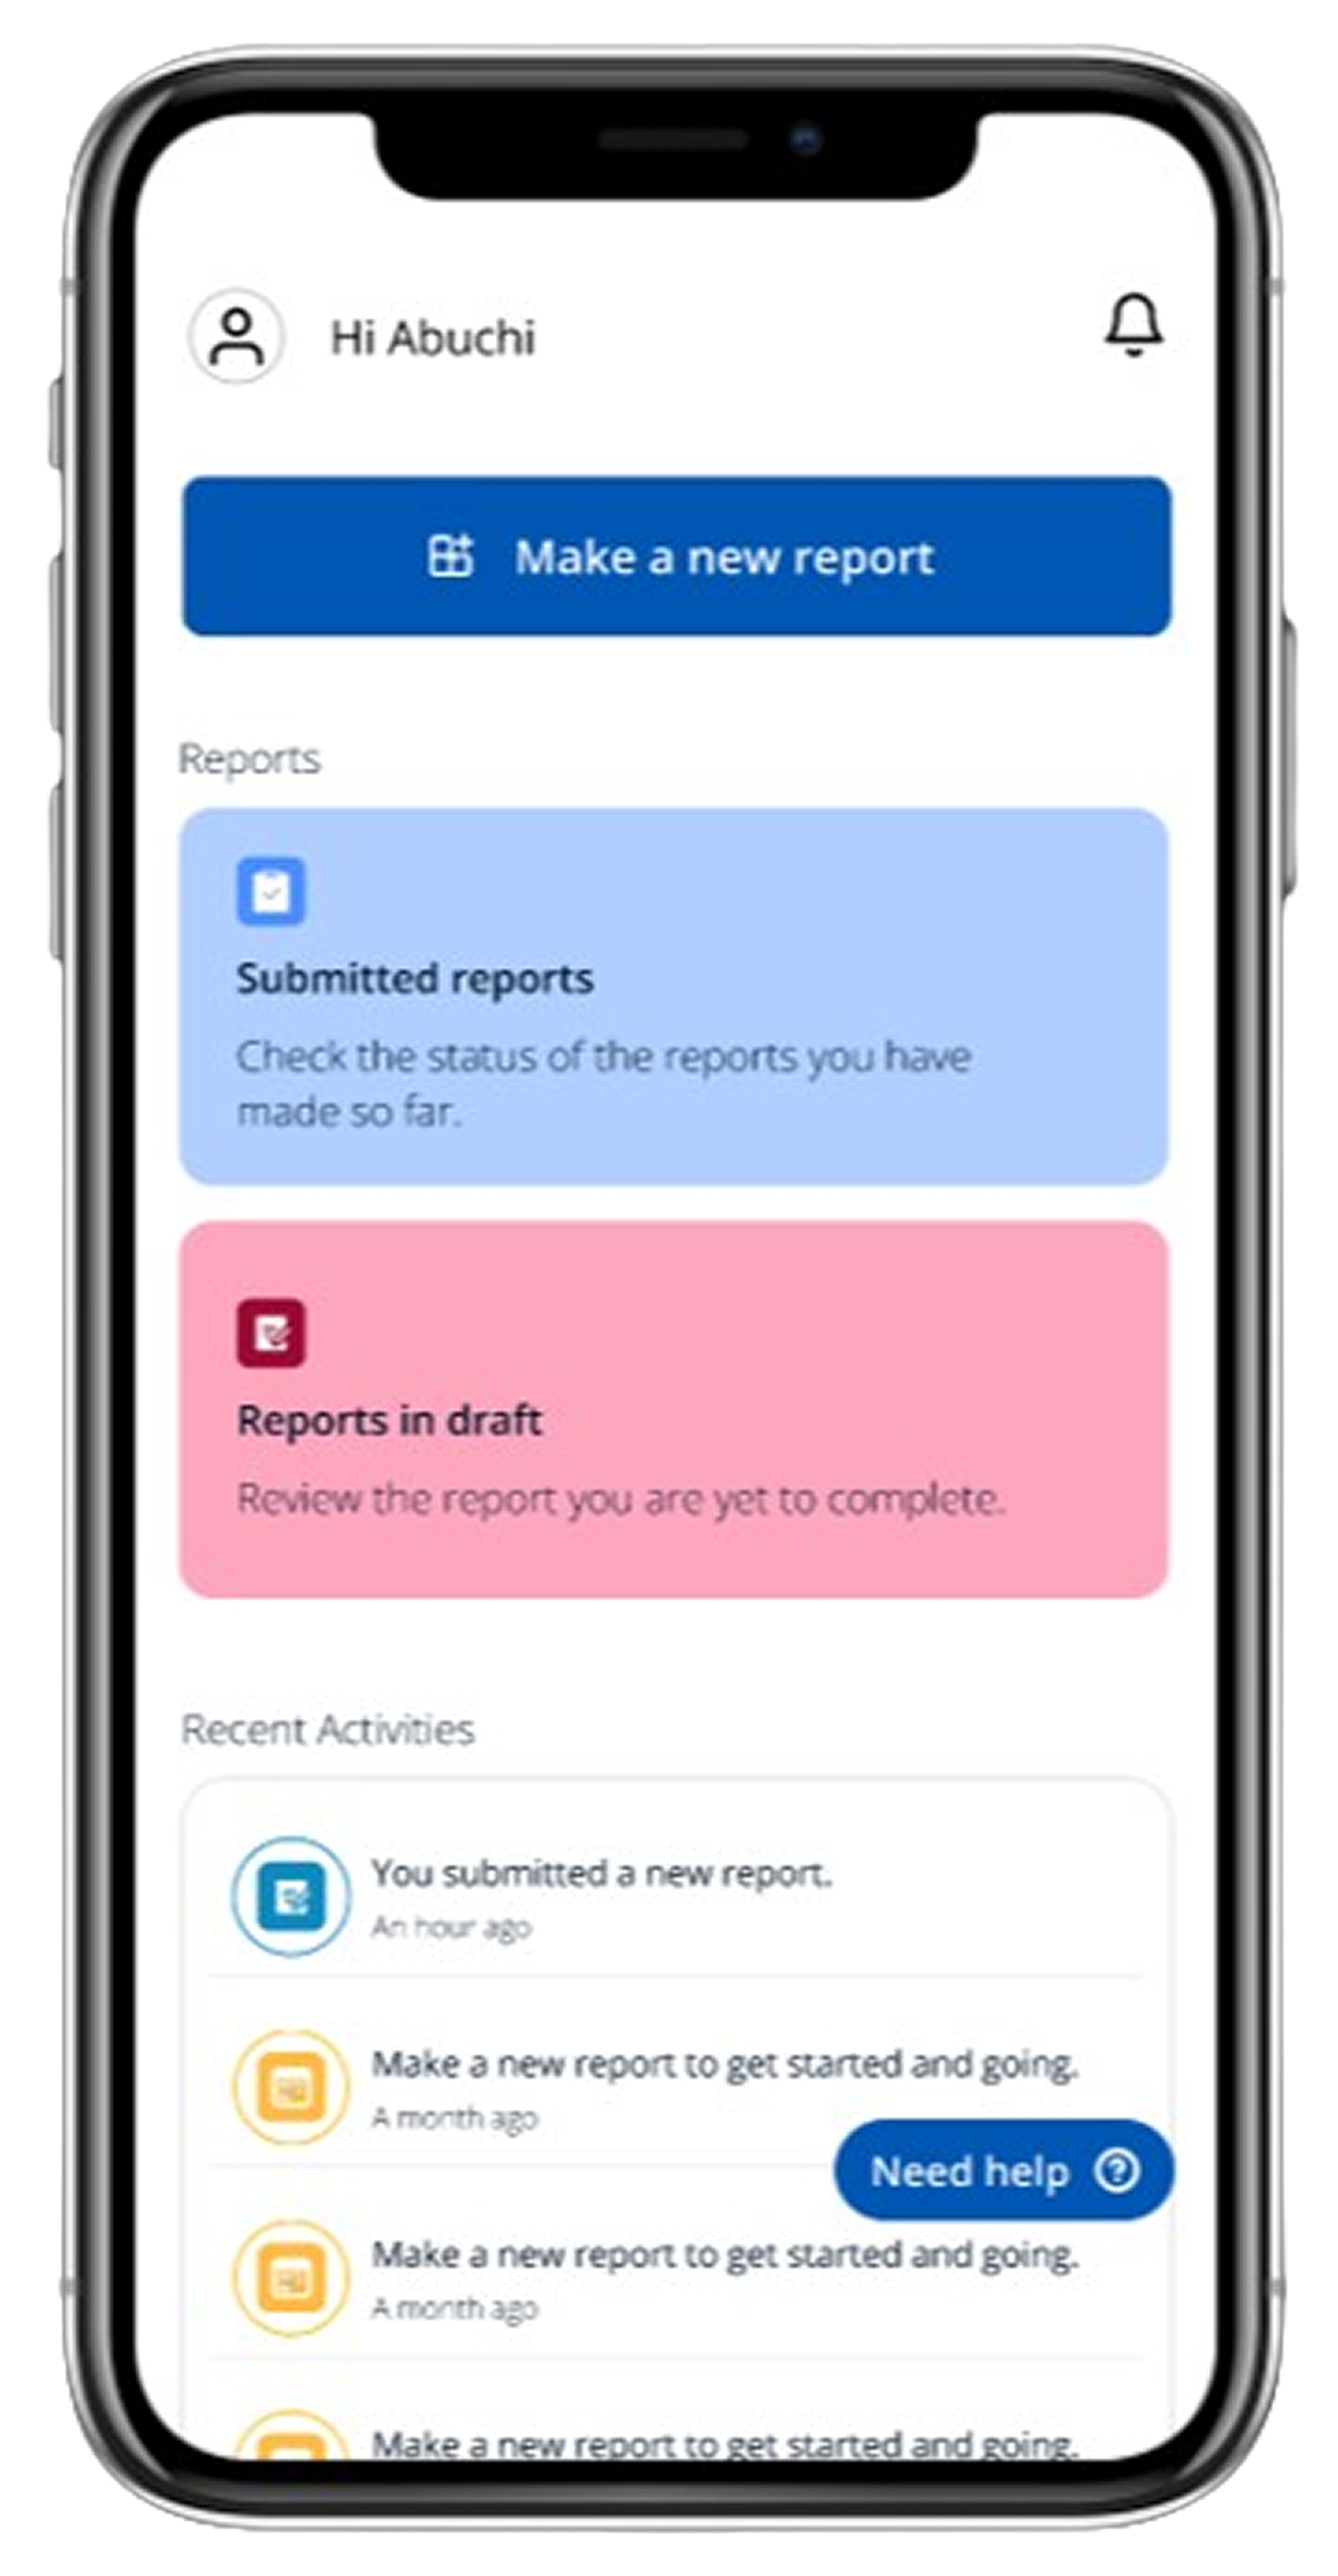 Hi Abuchi
Make a new report
Reports
Submitted reports
Check the status of the reports you have
made so far.
Reports in draft
Review the report you are yet to complete.
Recent Activities
You submitted a new report.
An hour ago
Make a new report to get started and going.
A month ago
Need help
Make a new report to get started and going.
A month ago
Make a new report to get started and going.